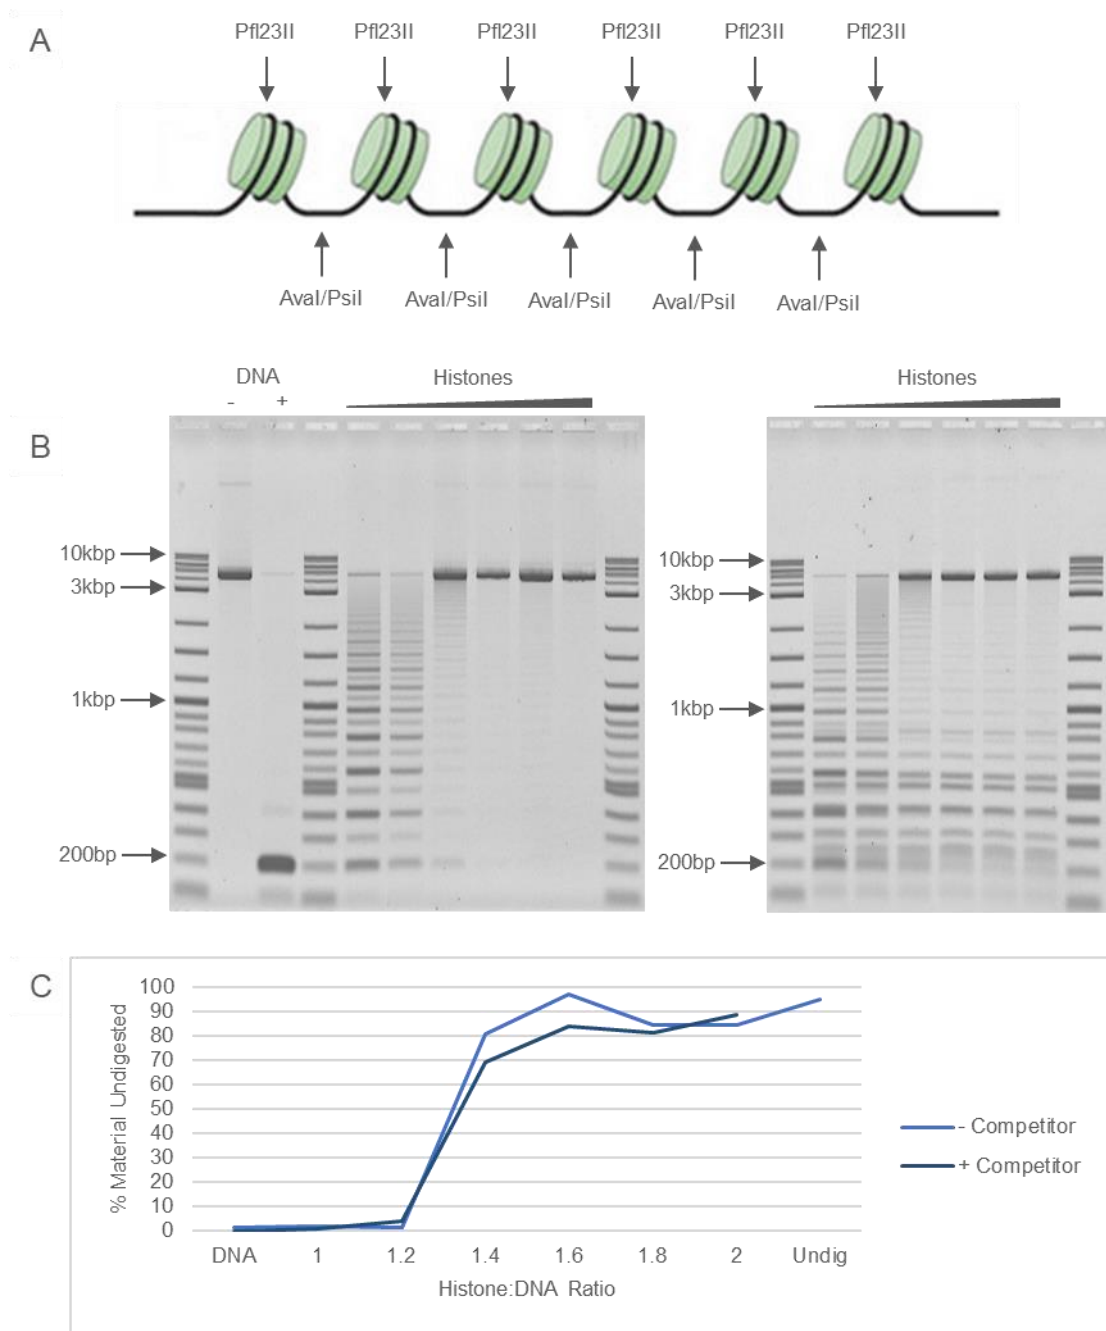 A
Pfl23II Pfl23II Pfl23II Pfl23II Pfl23II Pfl23II
AvaI/PsiI AvaI/PsiI AvaI/PsiI AvaI/PsiI AvaI/PsiI
B
DNA Histones Histones
- +
10kbp 10kbp
3kbp 3kbp
1kbp 1kbp
200bp 200bp
C
% Material Undigested
100
90
80
70
60
50
40
30
20
10
0
DNA 1 1.2 1.4 1.6 1.8 2 Undig
Histone:DNA Ratio
- Competitor
+ Competitor